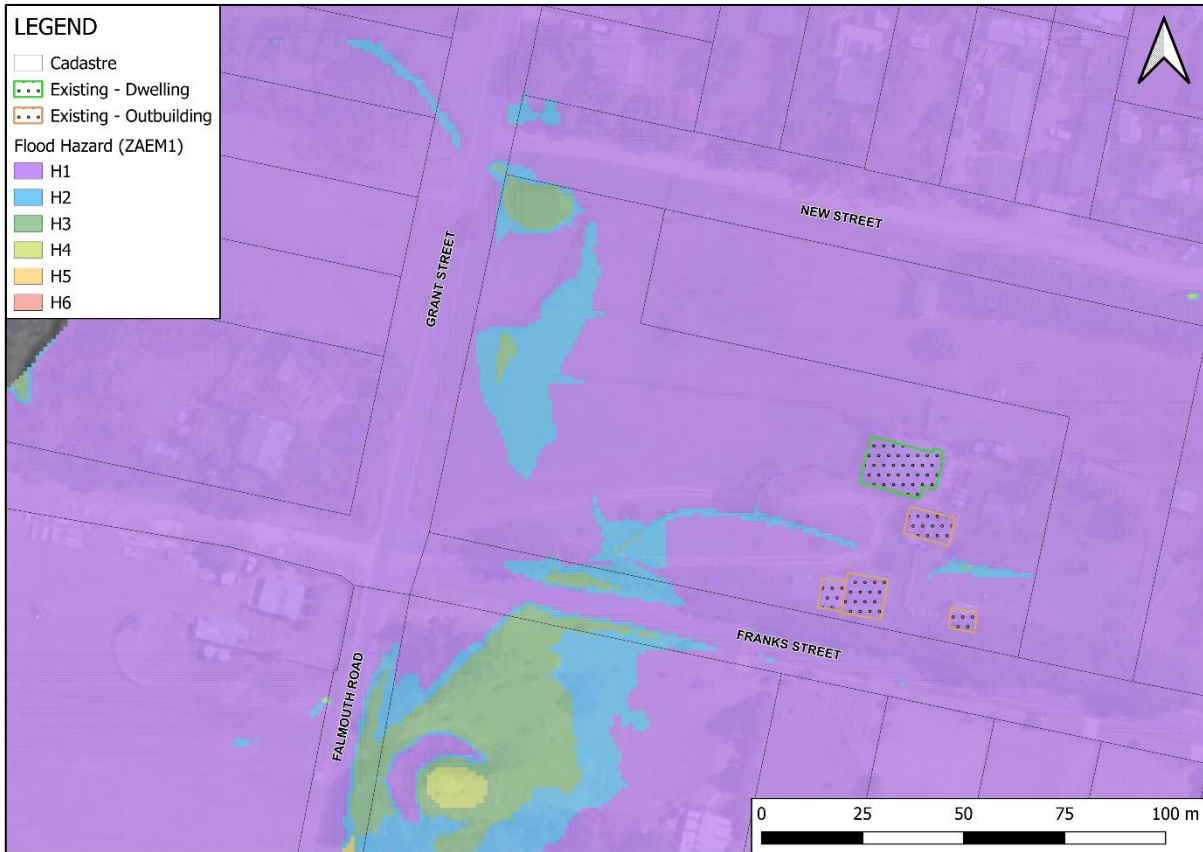 LEGEND
Cadastre
Existing - Dwelling
Existing - Outbuilding
Flood Hazard (ZAEM1)
H1
H2
H3
H4
H5
H6
NEW STREET
GRANT STREET
FRANKS STREET
FALMOUTH ROAD
0 25 50 75 100 m